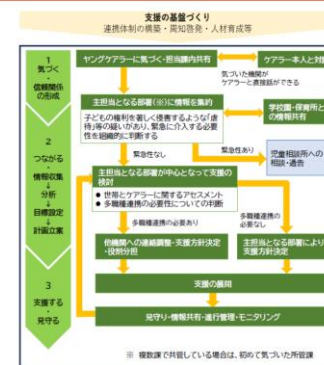 支援の基盤づくり
連携体制の構築・周知啓発・人材育成等
1
気づく
・
信頼関係
の形成
ヤングケアラーに気づく・担当課内共有
ケアラー本人と対
気づいた機関が
ケアラーと直接話ができる
主担当となる部署(※)に情報を集約
子どもの権利を著しく侵害するような「虐
待」等の疑いがあり、緊急に介入する必要
性を組織的に判断する
学校園・保育所と
の情報共有
2
つながる
・
情報収集
↓
分析
↓
目標設定
↓
計画立案
緊急性なし
緊急性あり
児童相談所への
相談・通告
主担当となる部署が中心となって支援の
検討
● 世帯とケアラーに関するアセスメント
● 多職種連携の必要性についての判断
多職種連携の必要あり
多職種連携の
必要なし
他機関への連絡調整・支援方針決定
・役割分担
主担当となる部署により
支援方針決定
3
支援する
・
見守る
支援の展開
見守り・情報共有・進行管理・モニタリング
※ 複数課で共管している場合は、初めて気づいた所管課